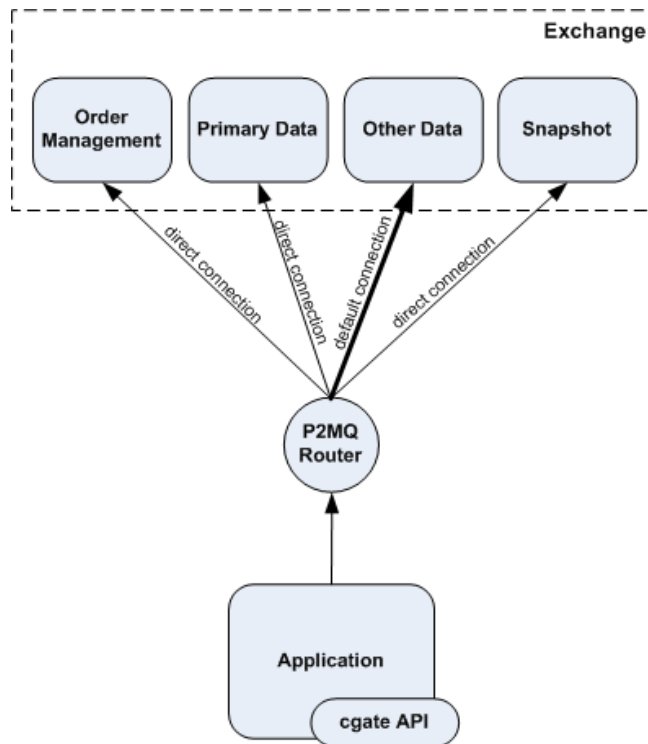 Exchange
Order
Management
Primary Data
Other Data
Snapshot
direct connection
direct connection
default connection
direct connection
P2MQ
Router
Application
cgate API